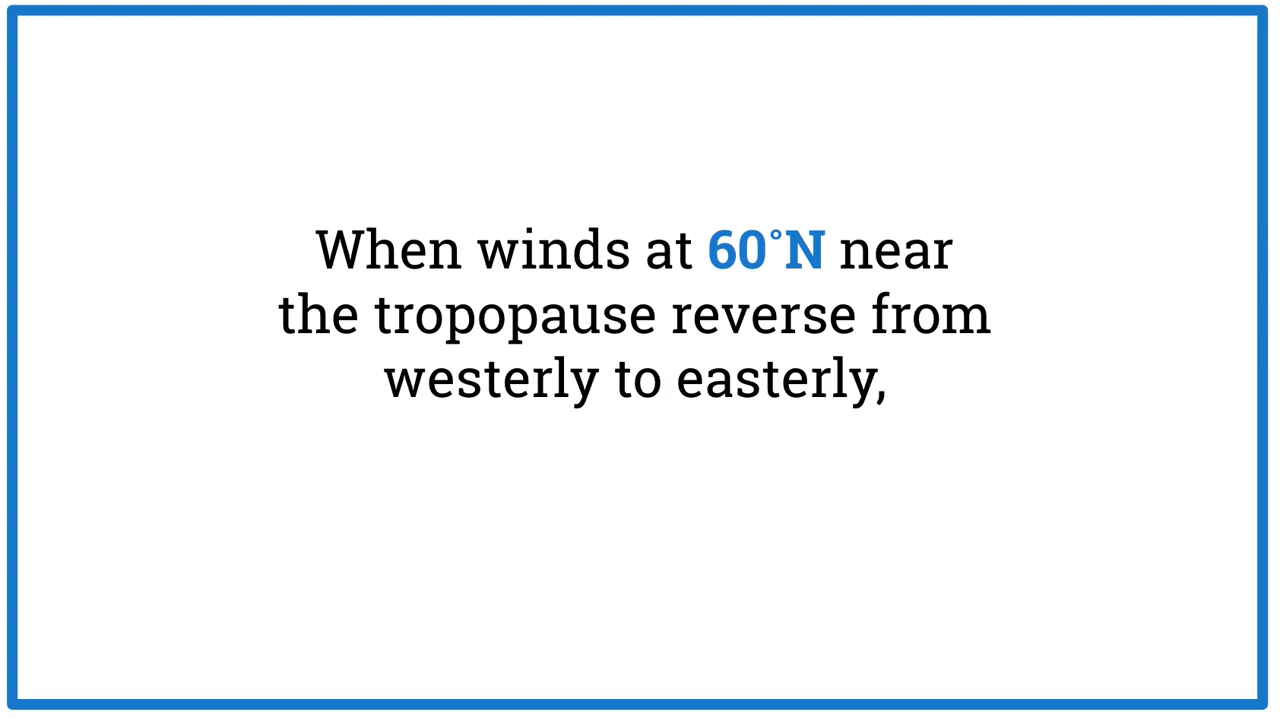 When winds at 60°N near
the tropopause reverse from
westerly to easterly,